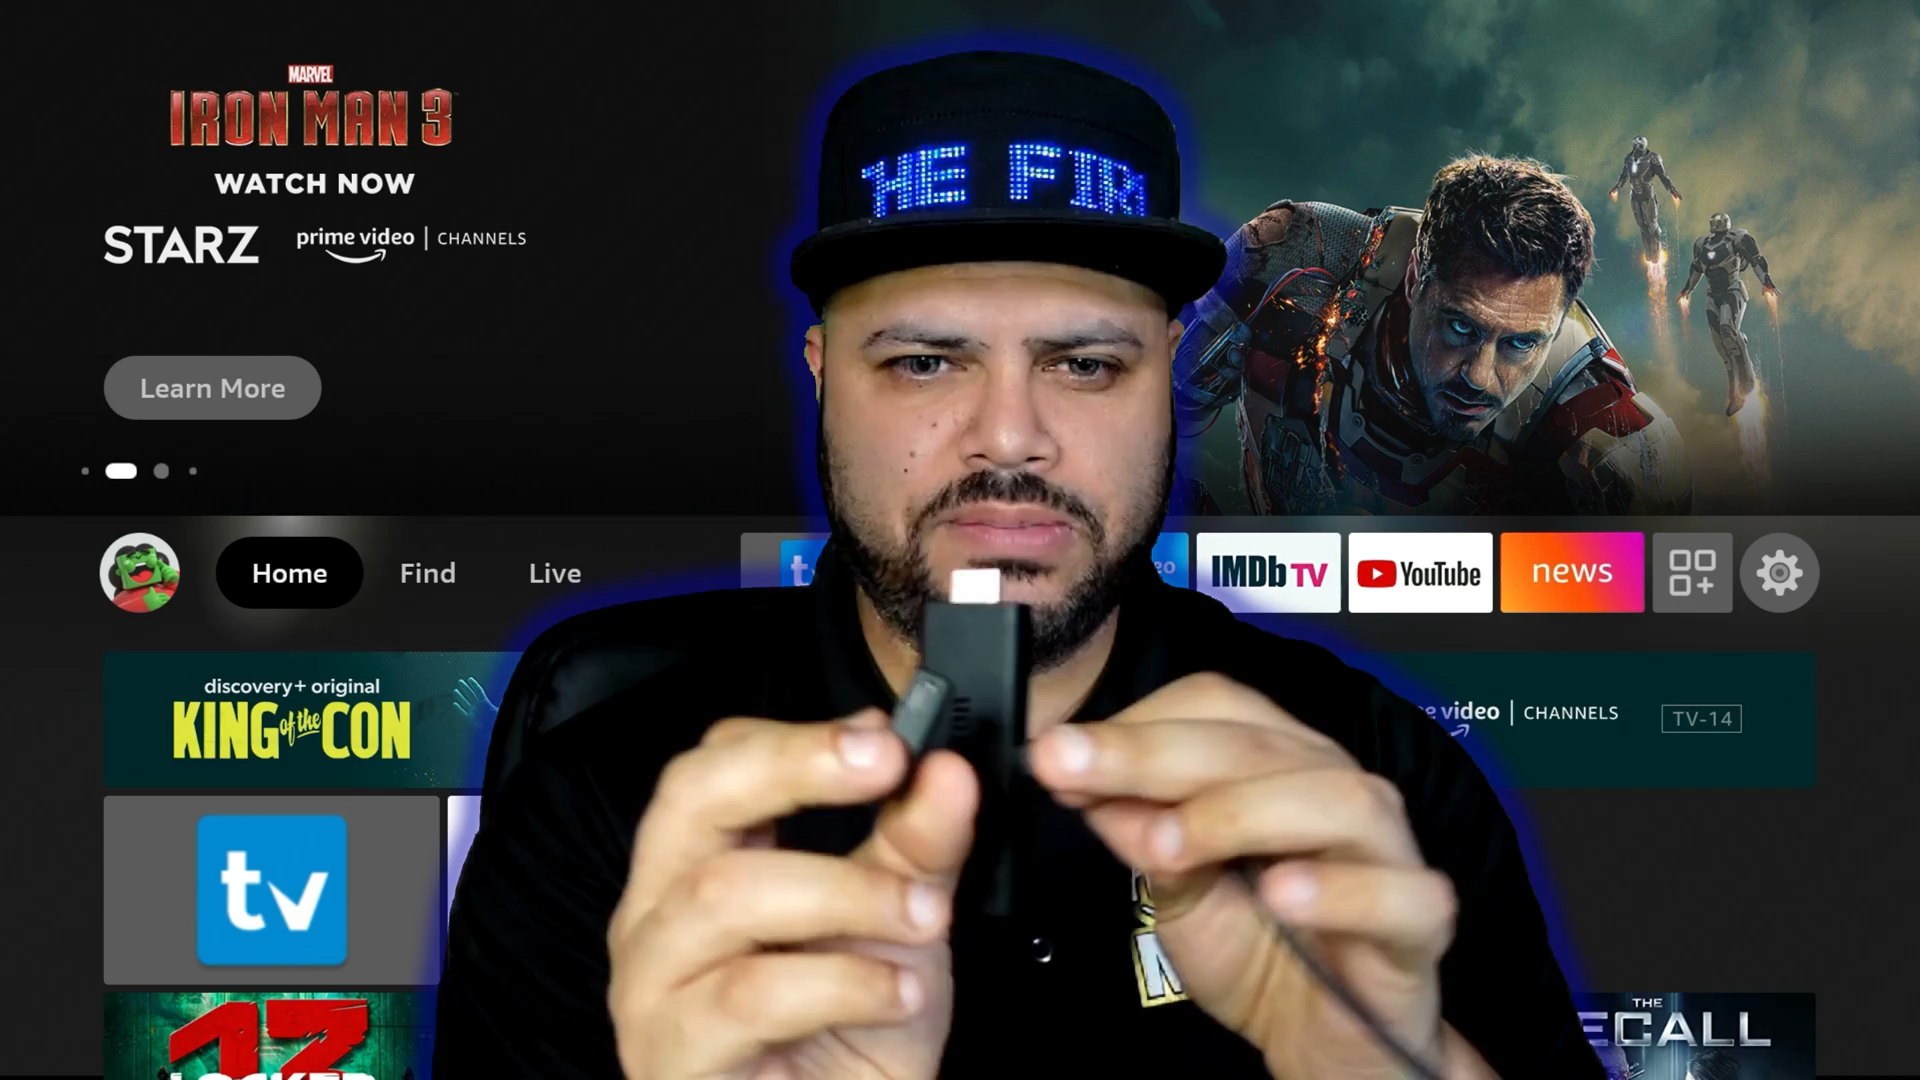 MARVEL
IRON MAN 3
WATCH NOW
STARZ
prime video | CHANNELS
Learn More
HE FIR
Home
Find
Live
IMDb TV
YouTube
news
discovery+ original
KING of the CON
video | CHANNELS
TV-14
tv
THE
ECALL